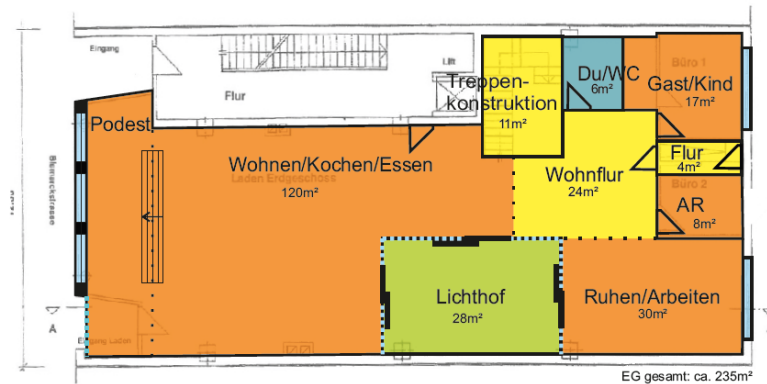 Eingang
Lift
Büro 1
Flur
Du/WC
6m²
Gast/Kind
17m²
Treppen-
konstruktion
11m²
Podest
Wohnen/Kochen/Essen
Laden Erdgeschoss
120m²
Flur
4m²
Wohnflur
24m²
Büro 2
AR
8m²
Bismarckstrasse
Lichthof
28m²
Ruhen/Arbeiten
30m²
A
Eingang Laden
EG gesamt: ca. 235m²